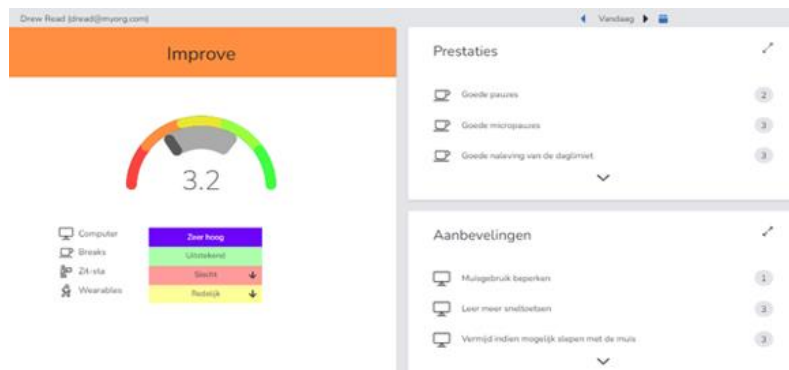 Drew Read (dread@myorg.com)
Vandaag
Improve
3.2
Computer Zeer hoog
Breaks Uitstekend
Zit-sta Slecht
Wearables Redelijk
Prestaties
Goede pauzes 2
Goede micropauzes 3
Goede naleving van de daglimiet 3
Aanbevelingen
Muisgebruik beperken 1
Leer meer sneltoetsen 3
Vermijd indien mogelijk slepen met de muis 3